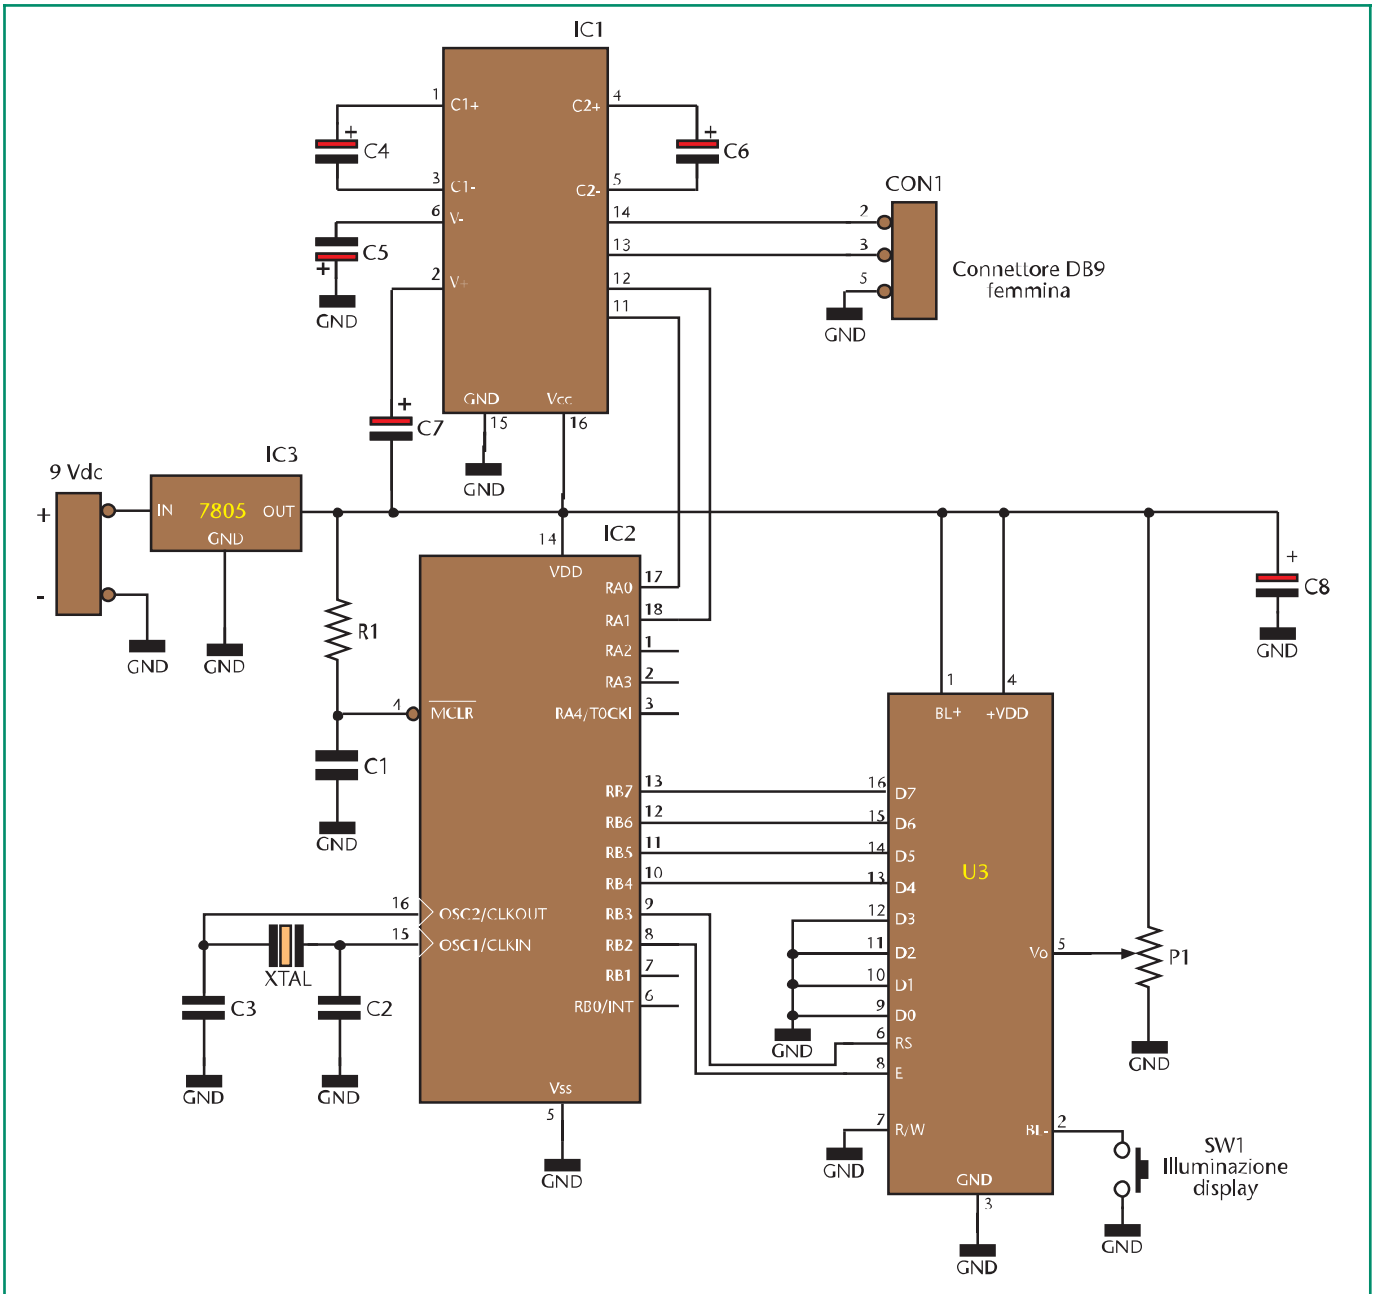 IC1
1 C1+ C2+ 4
+ C4 + C6
3 C1- C2- 5
CON1
6 V- 14 2
+ C5 13 3
Connettore DB9
femmina
2 V+ 12 5
GND 11 GND
+ C7
GND Vcc
15 16
GND
9 Vdc IC3
+ IN 7805 OUT
GND
-
GND GND
R1
14 IC2
VDD
RA0 17
RA1 18
RA2 1
RA3 2
4 MCLR RA4/T0CKI 3
C1
GND
+ C8
GND
1 4
BL+ +VDD
RB7 13 16 D7
RB6 12 15 D6
RB5 11 14 D5
U3
RB4 10 13 D4
16 OSC2/CLKOUT RB3 9 12 D3
15 OSC1/CLKIN RB2 8 11 D2 Vo 5 P1
XTAL
RB1 7 10 D1
C3 C2 RB0/INT 6 9 D0
GND
6 RS
8 E
GND
GND GND
Vss
5
GND
7 R/W BL- 2
GND
SW1
Illuminazione
display
GND
3
GND
GND